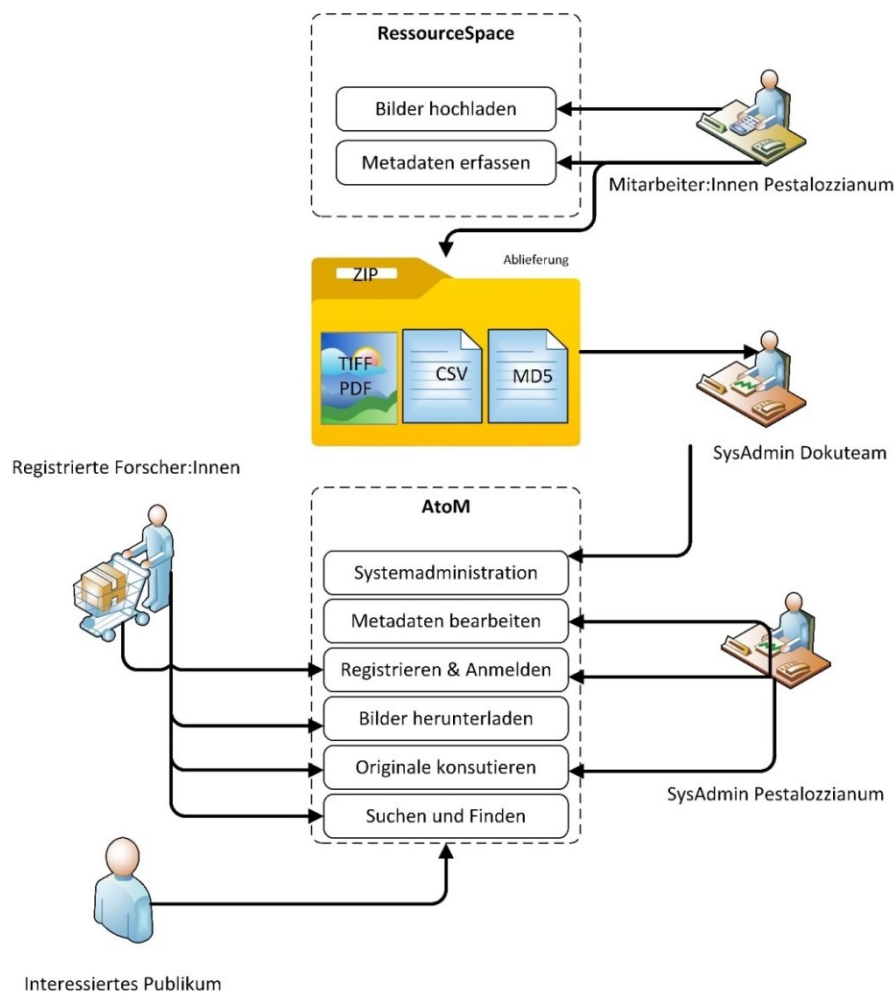 RessourceSpace
Bilder hochladen
Metadaten erfassen
Mitarbeiter:Innen Pestalozzianum
Ablieferung
ZIP
TIFF
PDF
CSV
MD5
SysAdmin Dokuteam
Registrierte Forscher:Innen
AtoM
Systemadministration
Metadaten bearbeiten
Registrieren & Anmelden
Bilder herunterladen
Originale konsutieren
SysAdmin Pestalozzianum
Suchen und Finden
Interessiertes Publikum